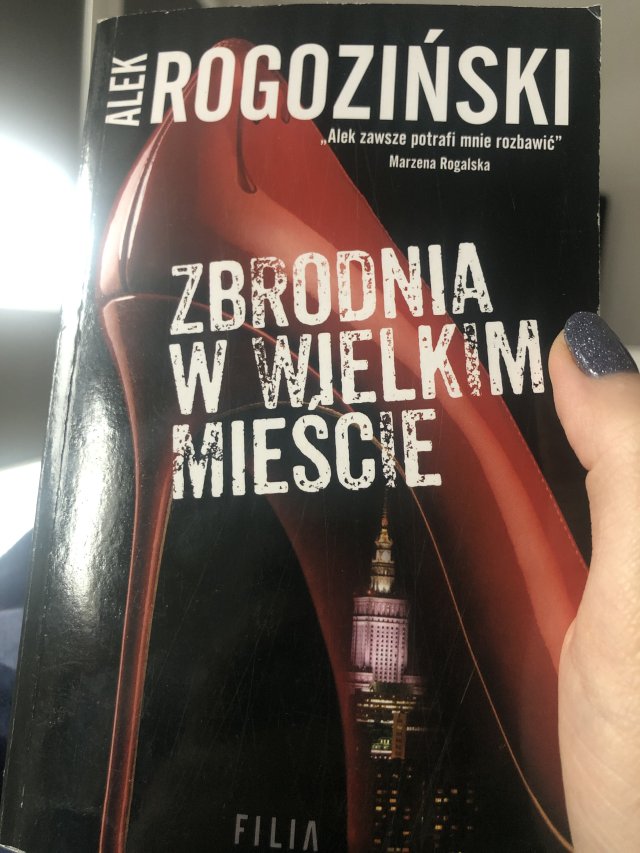 ALEK ROGOZIŃSKI
„Alek zawsze potrafi mnie rozbawić”
Marzena Rogalska
ZBRODNIA
W WIELKIM
MIEŚCIE
FILIA